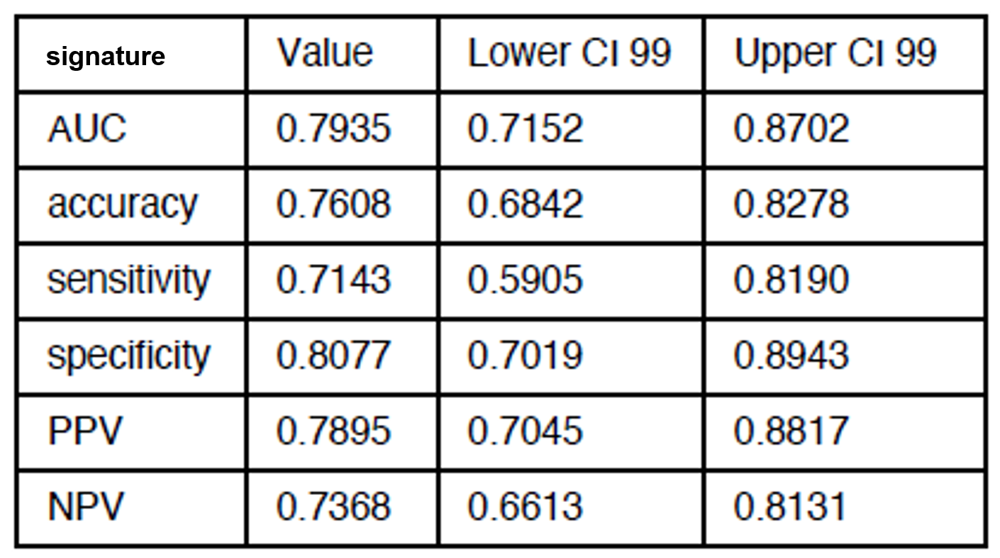 signature Value Lower CI 99 Upper CI 99
AUC 0.7935 0.7152 0.8702
accuracy 0.7608 0.6842 0.8278
sensitivity 0.7143 0.5905 0.8190
specificity 0.8077 0.7019 0.8943
PPV 0.7895 0.7045 0.8817
NPV 0.7368 0.6613 0.8131